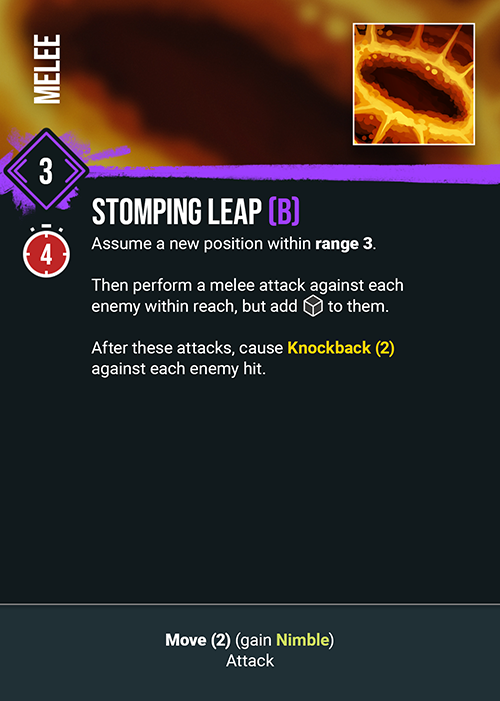 MELEE
3
STOMPING LEAP (B)
4
Assume a new position within range 3.
Then perform a melee attack against each
enemy within reach, but add to them.
After these attacks, cause Knockback (2)
against each enemy hit.
Move (2) (gain Nimble)
Attack